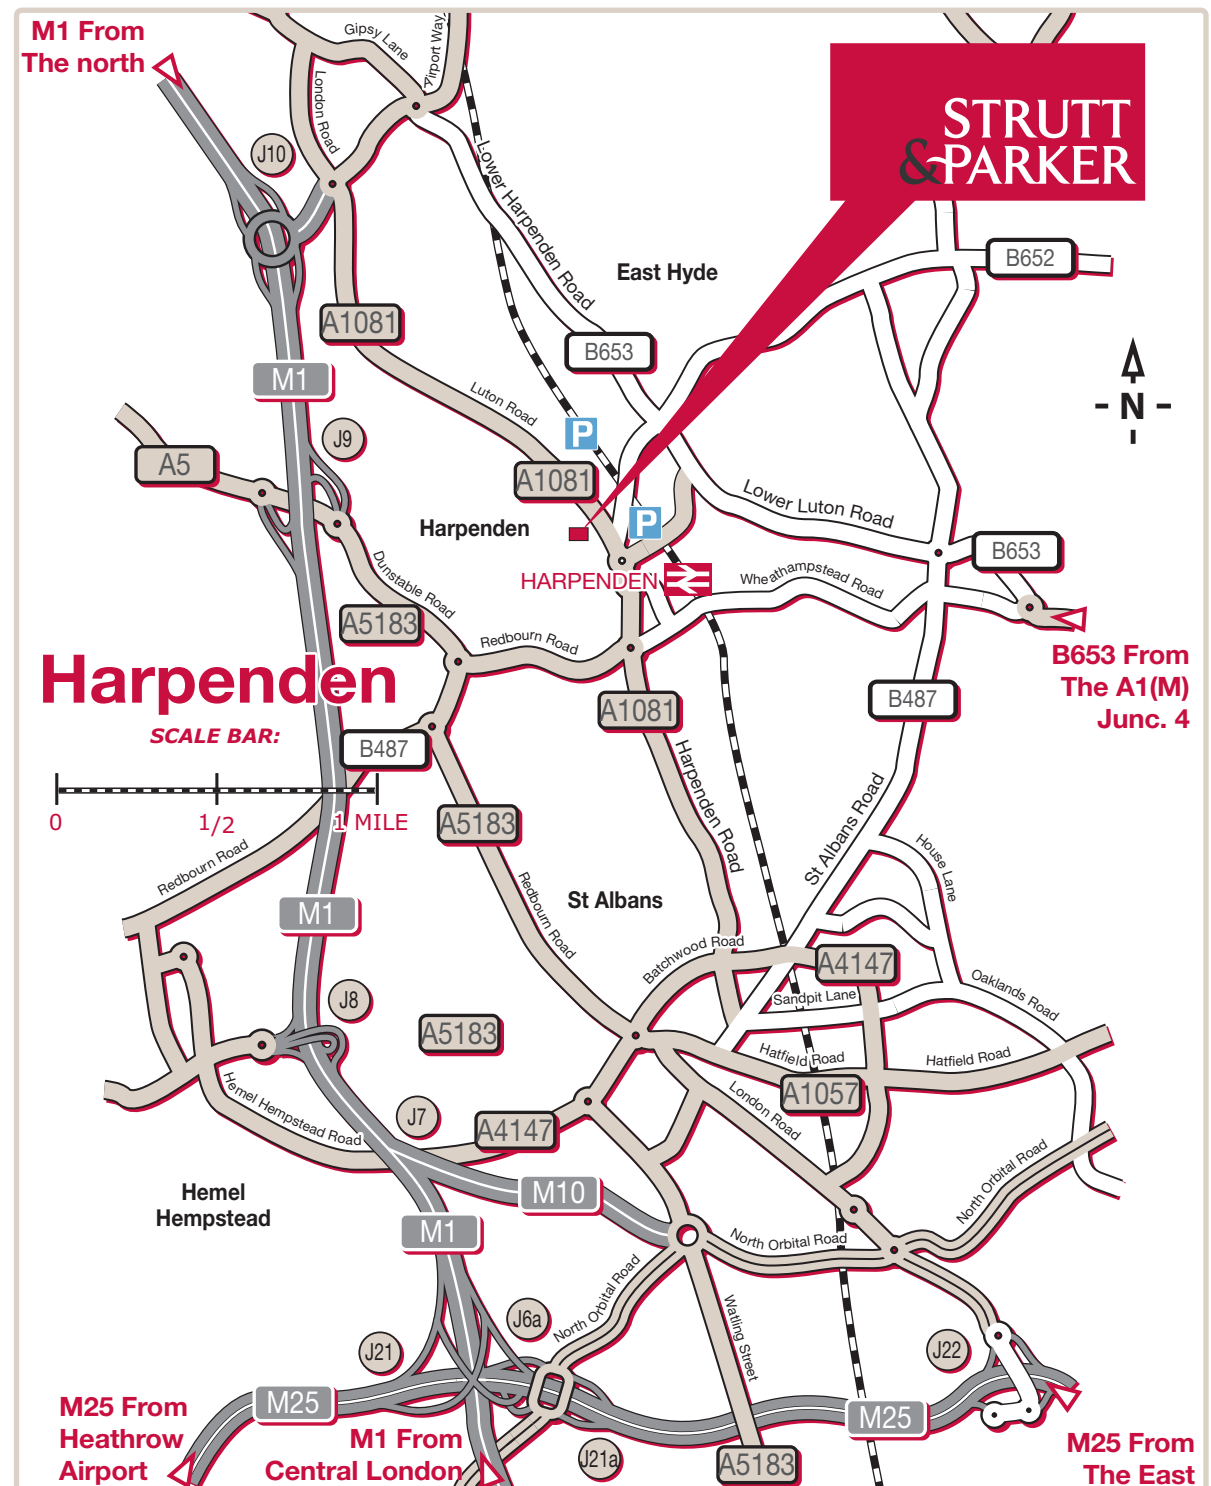 M1 From
The north
Gipsy Lane
Airport Way
London Road
J10
STRUTT
&PARKER
Lower Harpenden Road
East Hyde
B652
A1081
B653
M1
Luton Road
N
J9
P
A5
A1081
Lower Luton Road
Harpenden
P
B653
Dunstable Road
HARPENDEN
Wheathampstead Road
A5183
Redbourn Road
B653 From
The A1(M)
Junc. 4
Harpenden
SCALE BAR:
A1081
B487
B487
0
1/2
1 MILE
Harpenden Road
A5183
St Albans Road
House Lane
Redbourn Road
Redbourn Road
St Albans
M1
Batchwood Road
A4147
Oaklands Road
Sandpit Lane
J8
A5183
Hatfield Road
Hatfield Road
A1057
Hemel Hempstead Road
J7
A4147
London Road
North Orbital Road
Hemel
Hempstead
M10
M1
North Orbital Road
North Orbital Road
Watling Street
J6a
J21
J22
M25
M25
M25 From
Heathrow
Airport
M1 From
Central London
J21a
A5183
M25 From
The East